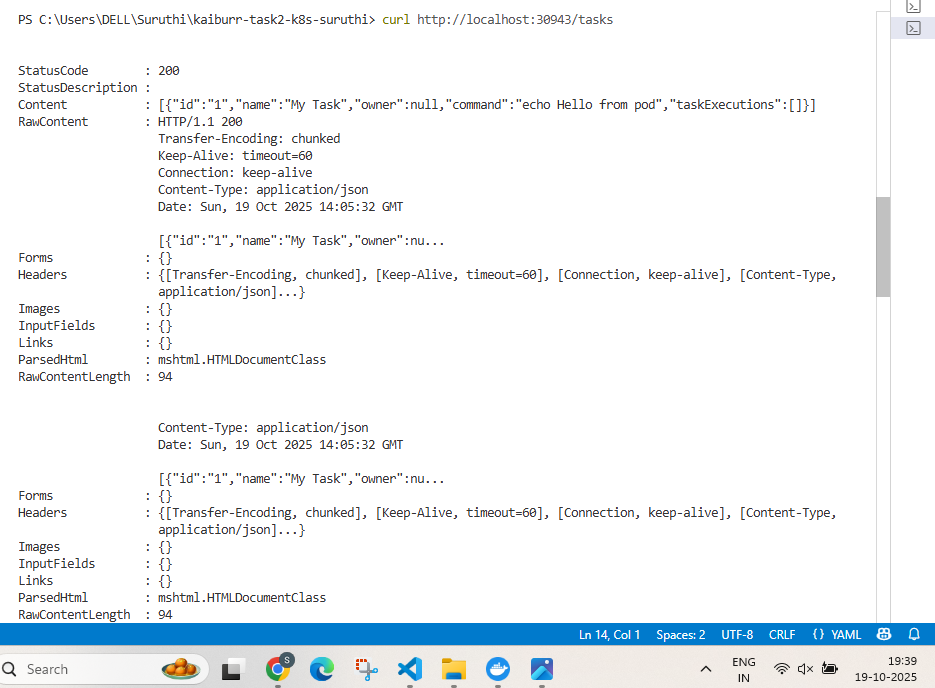 PS C:\Users\DELL\Suruthi\kaiburr-task2-k8s-suruthi> curl http://localhost:30943/tasks
StatusCode        : 200
StatusDescription :
Content           : [{"id":"1","name":"My Task","owner":null,"command":"echo Hello from pod","taskExecutions":[]}]
RawContent        : HTTP/1.1 200
Transfer-Encoding: chunked
Keep-Alive: timeout=60
Connection: keep-alive
Content-Type: application/json
Date: Sun, 19 Oct 2025 14:05:32 GMT
[{"id":"1","name":"My Task","owner":nu...
Forms             : {}
Headers           : {[Transfer-Encoding, chunked], [Keep-Alive, timeout=60], [Connection, keep-alive], [Content-Type,
application/json]...}
Images            : {}
InputFields       : {}
Links             : {}
ParsedHtml        : mshtml.HTMLDocumentClass
RawContentLength  : 94
Content-Type: application/json
Date: Sun, 19 Oct 2025 14:05:32 GMT
[{"id":"1","name":"My Task","owner":nu...
Forms             : {}
Headers           : {[Transfer-Encoding, chunked], [Keep-Alive, timeout=60], [Connection, keep-alive], [Content-Type,
application/json]...}
Images            : {}
InputFields       : {}
Links             : {}
ParsedHtml        : mshtml.HTMLDocumentClass
RawContentLength  : 94
Ln 14, Col 1 Spaces: 2 UTF-8 CRLF {} YAML
Search
S
ENG
IN
19:39
19-10-2025